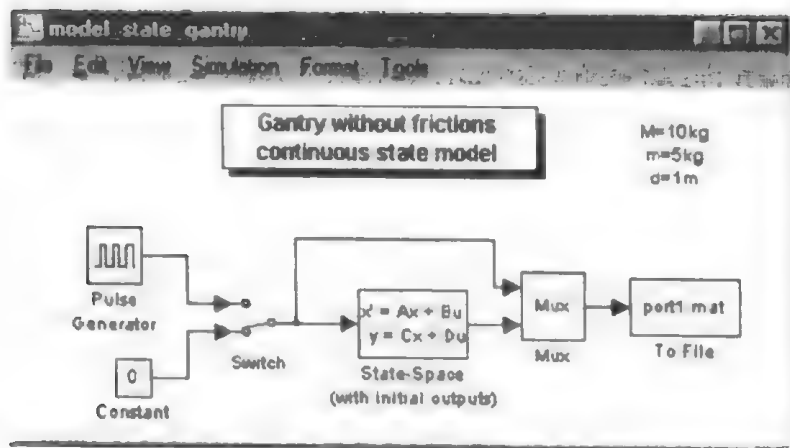 model_state_gantry
File Edit View Simulation Format Tools
Gantry without frictions
continuous state model
M=10kg
m=5kg
d=1m
Pulse
Generator
0
Constant
Switch
x' = Ax + Bu
y = Cx + Du
State-Space
(with initial outputs)
Mux
Mux
port1 mat
To File